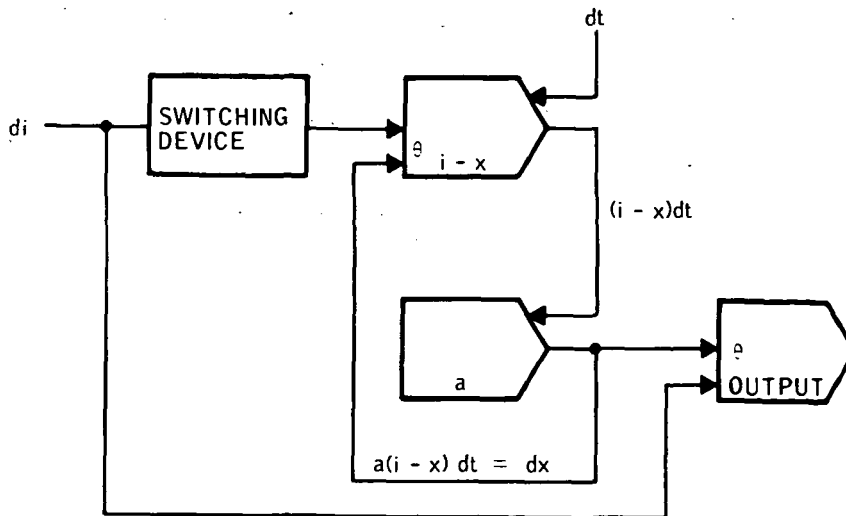 dt
di
SWITCHING
DEVICE
θ
i - x
(i - x)dt
a
θ
OUTPUT
a(i - x) dt = dx